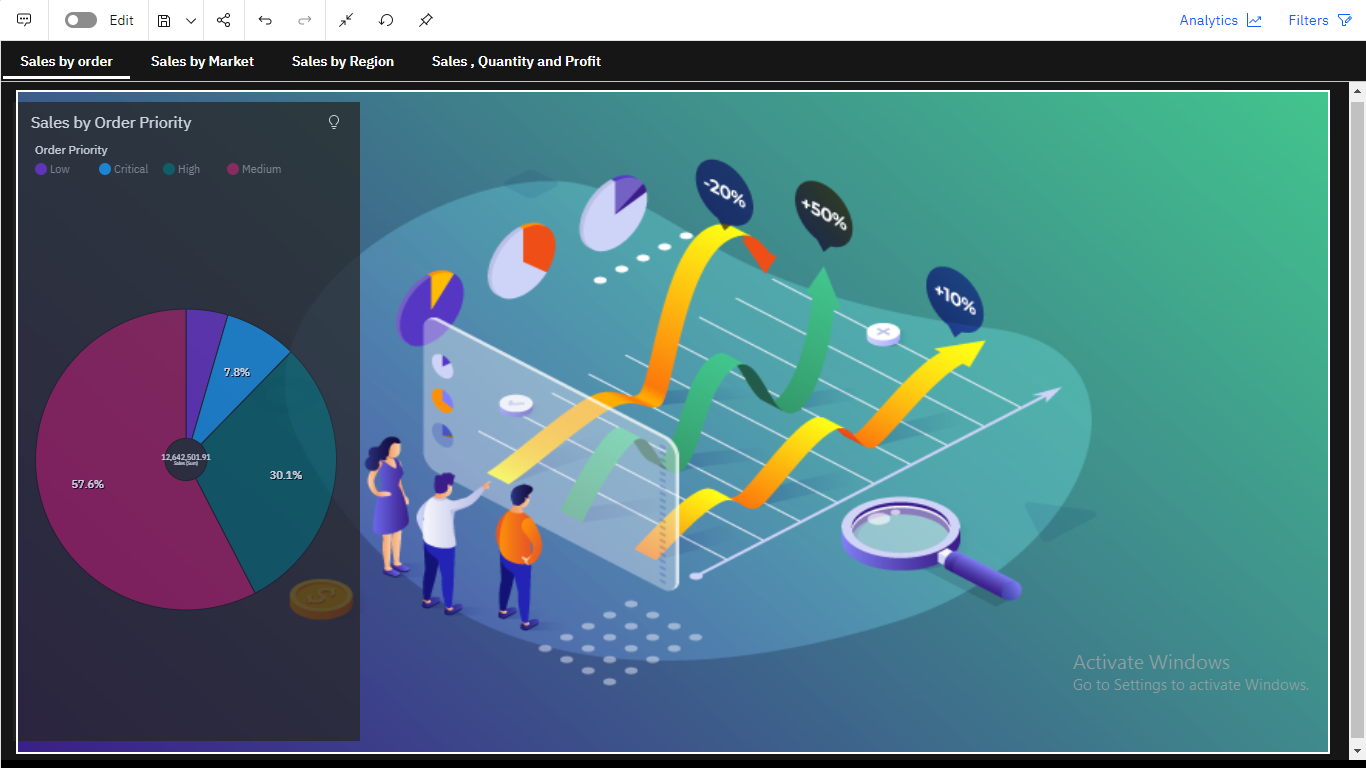 Edit
Analytics
Filters
Sales by order
Sales by Market
Sales by Region
Sales , Quantity and Profit
Sales by Order Priority
Order Priority
Low
Critical
High
Medium
7.8%
12,642,501.91
Sales (Sum)
57.6%
30.1%
-20%
+50%
+10%
Activate Windows
Go to Settings to activate Windows.